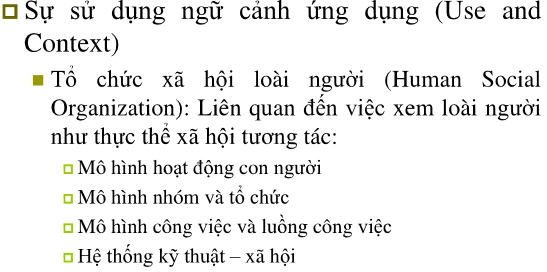 Sự sử dụng ngữ cảnh ứng dụng (Use and
Context)
Tổ chức xã hội loài người (Human Social
Organization): Liên quan đến việc xem loài người
như thực thể xã hội tương tác:
Mô hình hoạt động con người
Mô hình nhóm và tổ chức
Mô hình công việc và luồng công việc
Hệ thống kỹ thuật – xã hội